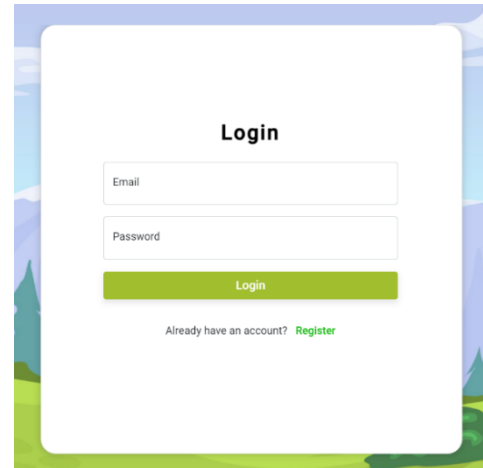 Login
Email
Password
Login
Already have an account? Register